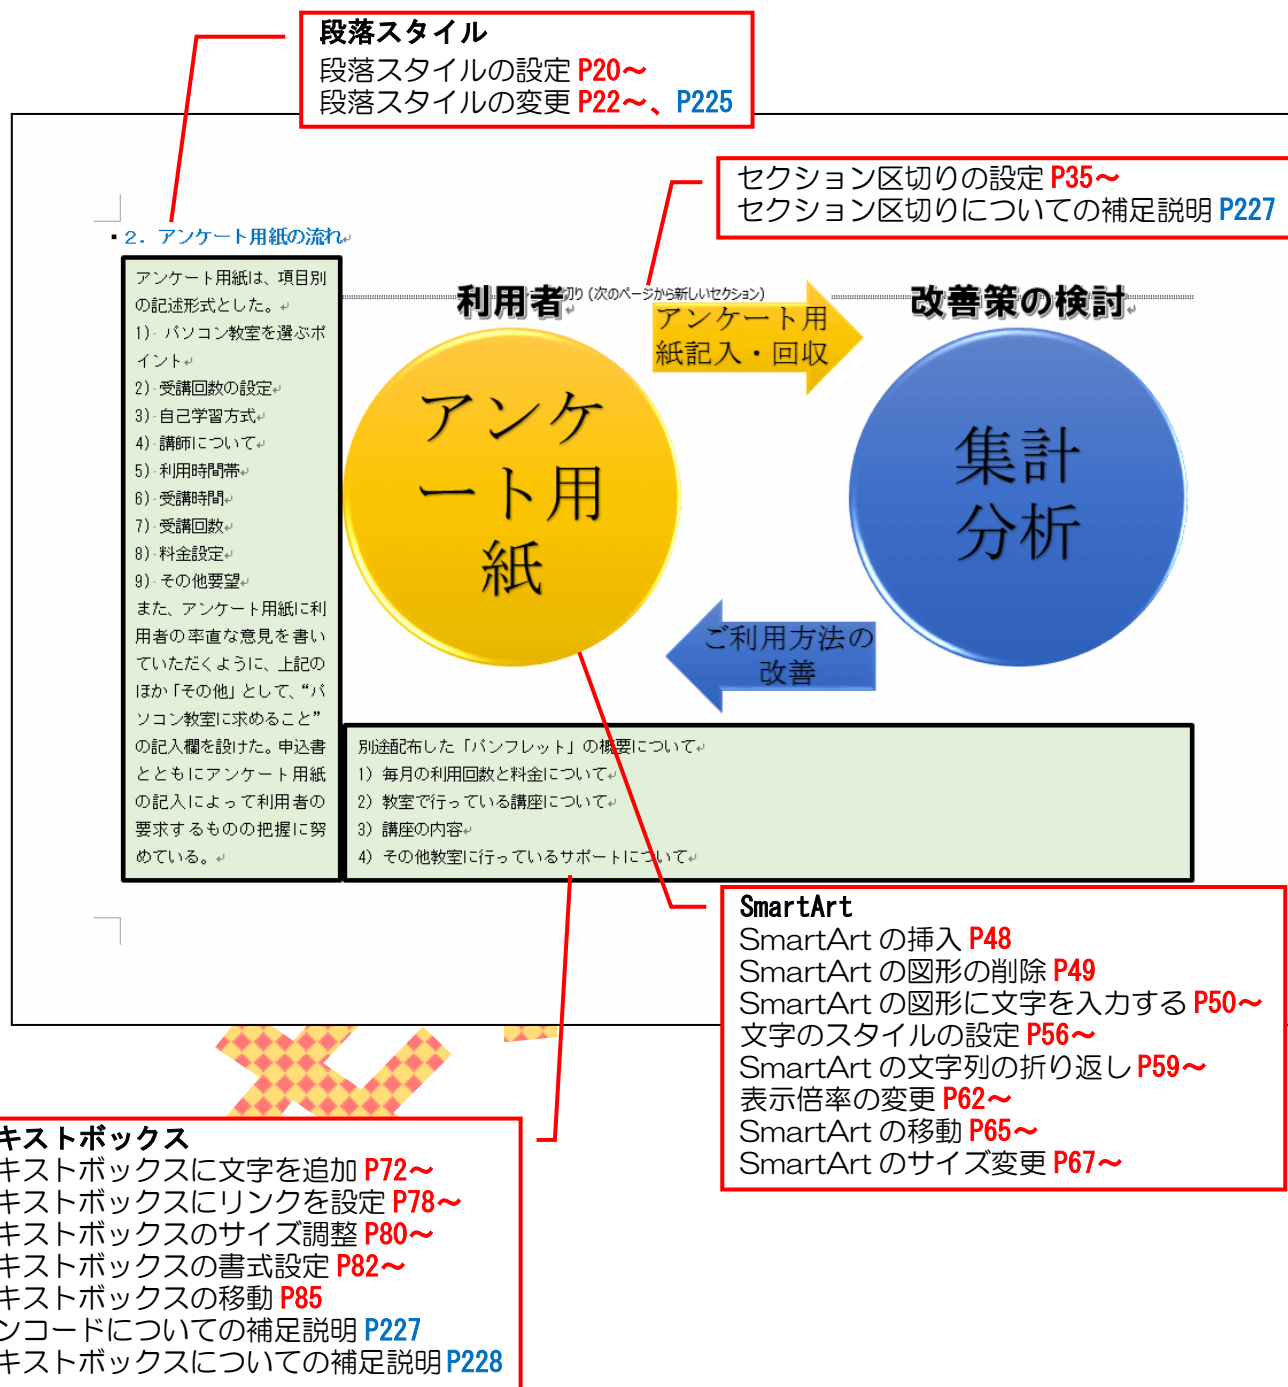 段落スタイル
段落スタイルの設定 P20～
段落スタイルの変更 P22～、P225
セクション区切りの設定 P35～
セクション区切りについての補足説明 P227
2．アンケート用紙の流れ
アンケート用紙は、項目別
の記述形式とした。
1) パソコン教室を選ぶポ
イント
2) 受講回数の設定
3) 自己学習方式
4) 講師について
5) 利用時間帯
6) 受講時間
7) 受講回数
8) 料金設定
9) その他要望
また、アンケート用紙に利
用者の率直な意見を書い
ていただくように、上記の
ほか「その他」として、“パ
ソコン教室に求めること”
の記入欄を設けた。申込書
とともにアンケート用紙
の記入によって利用者の
要求するものの把握に努
めている。
利用者
切り (次のページから新しいセクション)
改善策の検討
アンケート用
紙記入・回収
アンケ
ート用
紙
集計
分析
ご利用方法の
改善
別途配布した「パンフレット」の概要について
1) 毎月の利用回数と料金について
2) 教室で行っている講座について
3) 講座の内容
4) その他教室に行っているサポートについて
SmartArt
SmartArt の挿入 P48
SmartArt の図形の削除 P49
SmartArt の図形に文字を入力する P50～
文字のスタイルの設定 P56～
SmartArt の文字列の折り返し P59～
表示倍率の変更 P62～
SmartArt の移動 P65～
SmartArt のサイズ変更 P67～
キストボックス
キストボックスに文字を追加 P72～
キストボックスにリンクを設定 P78～
キストボックスのサイズ調整 P80～
キストボックスの書式設定 P82～
キストボックスの移動 P85
ンコードについての補足説明 P227
キストボックスについての補足説明 P228